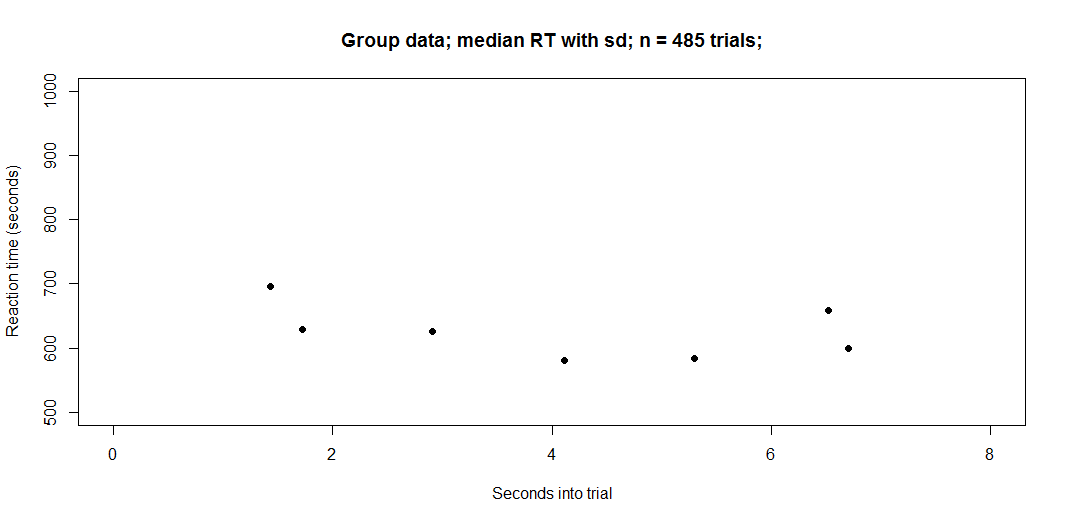 Group data; median RT with sd; n = 485 trials;
Reaction time (seconds)
1000
900
800
700
600
500
0 2 4 6 8
Seconds into trial